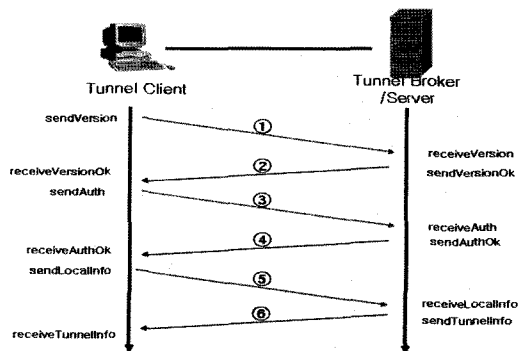 Tunnel Client
Tunnel Broker
/Server
sendVersion
①
receiveVersion
②
sendVersionOk
receiveVersionOk
sendAuth
③
receiveAuth
④
sendAuthOk
receiveAuthOk
sendLocalInfo
⑤
receiveLocalInfo
⑥
sendTunnelInfo
receiveTunnelInfo